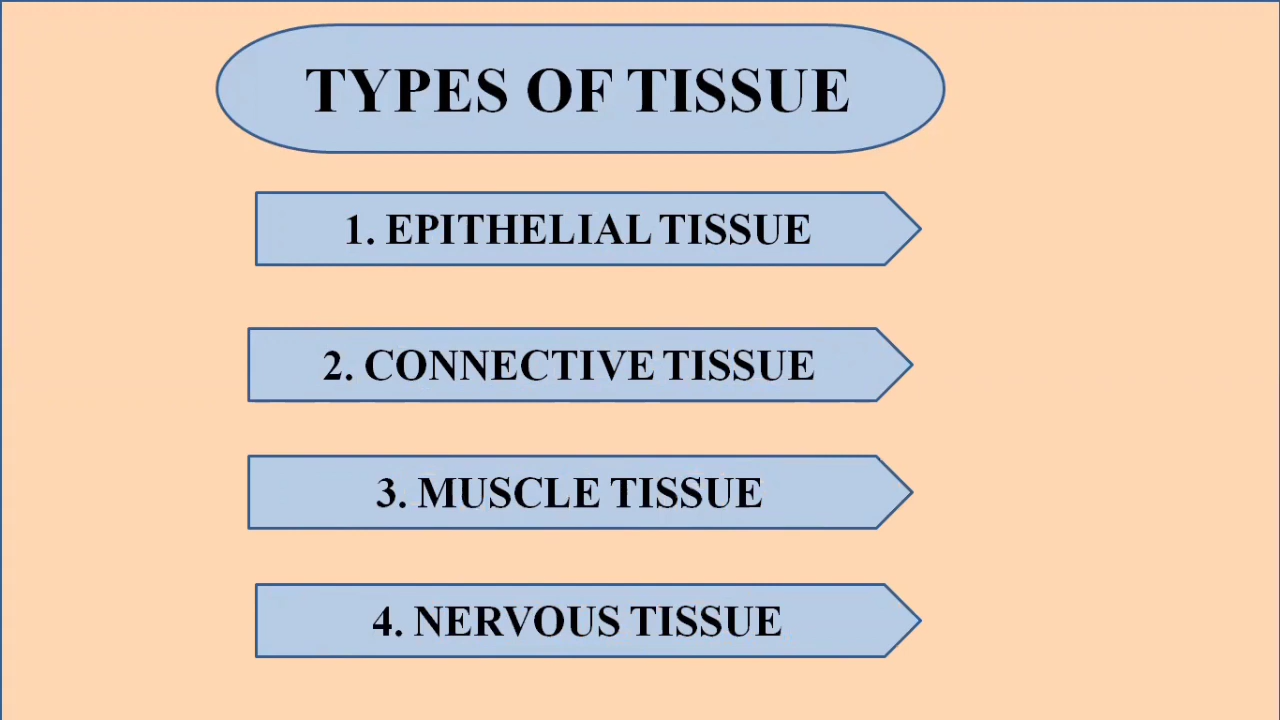 TYPES OF TISSUE
1. EPITHELIAL TISSUE
2. CONNECTIVE TISSUE
3. MUSCLE TISSUE
4. NERVOUS TISSUE